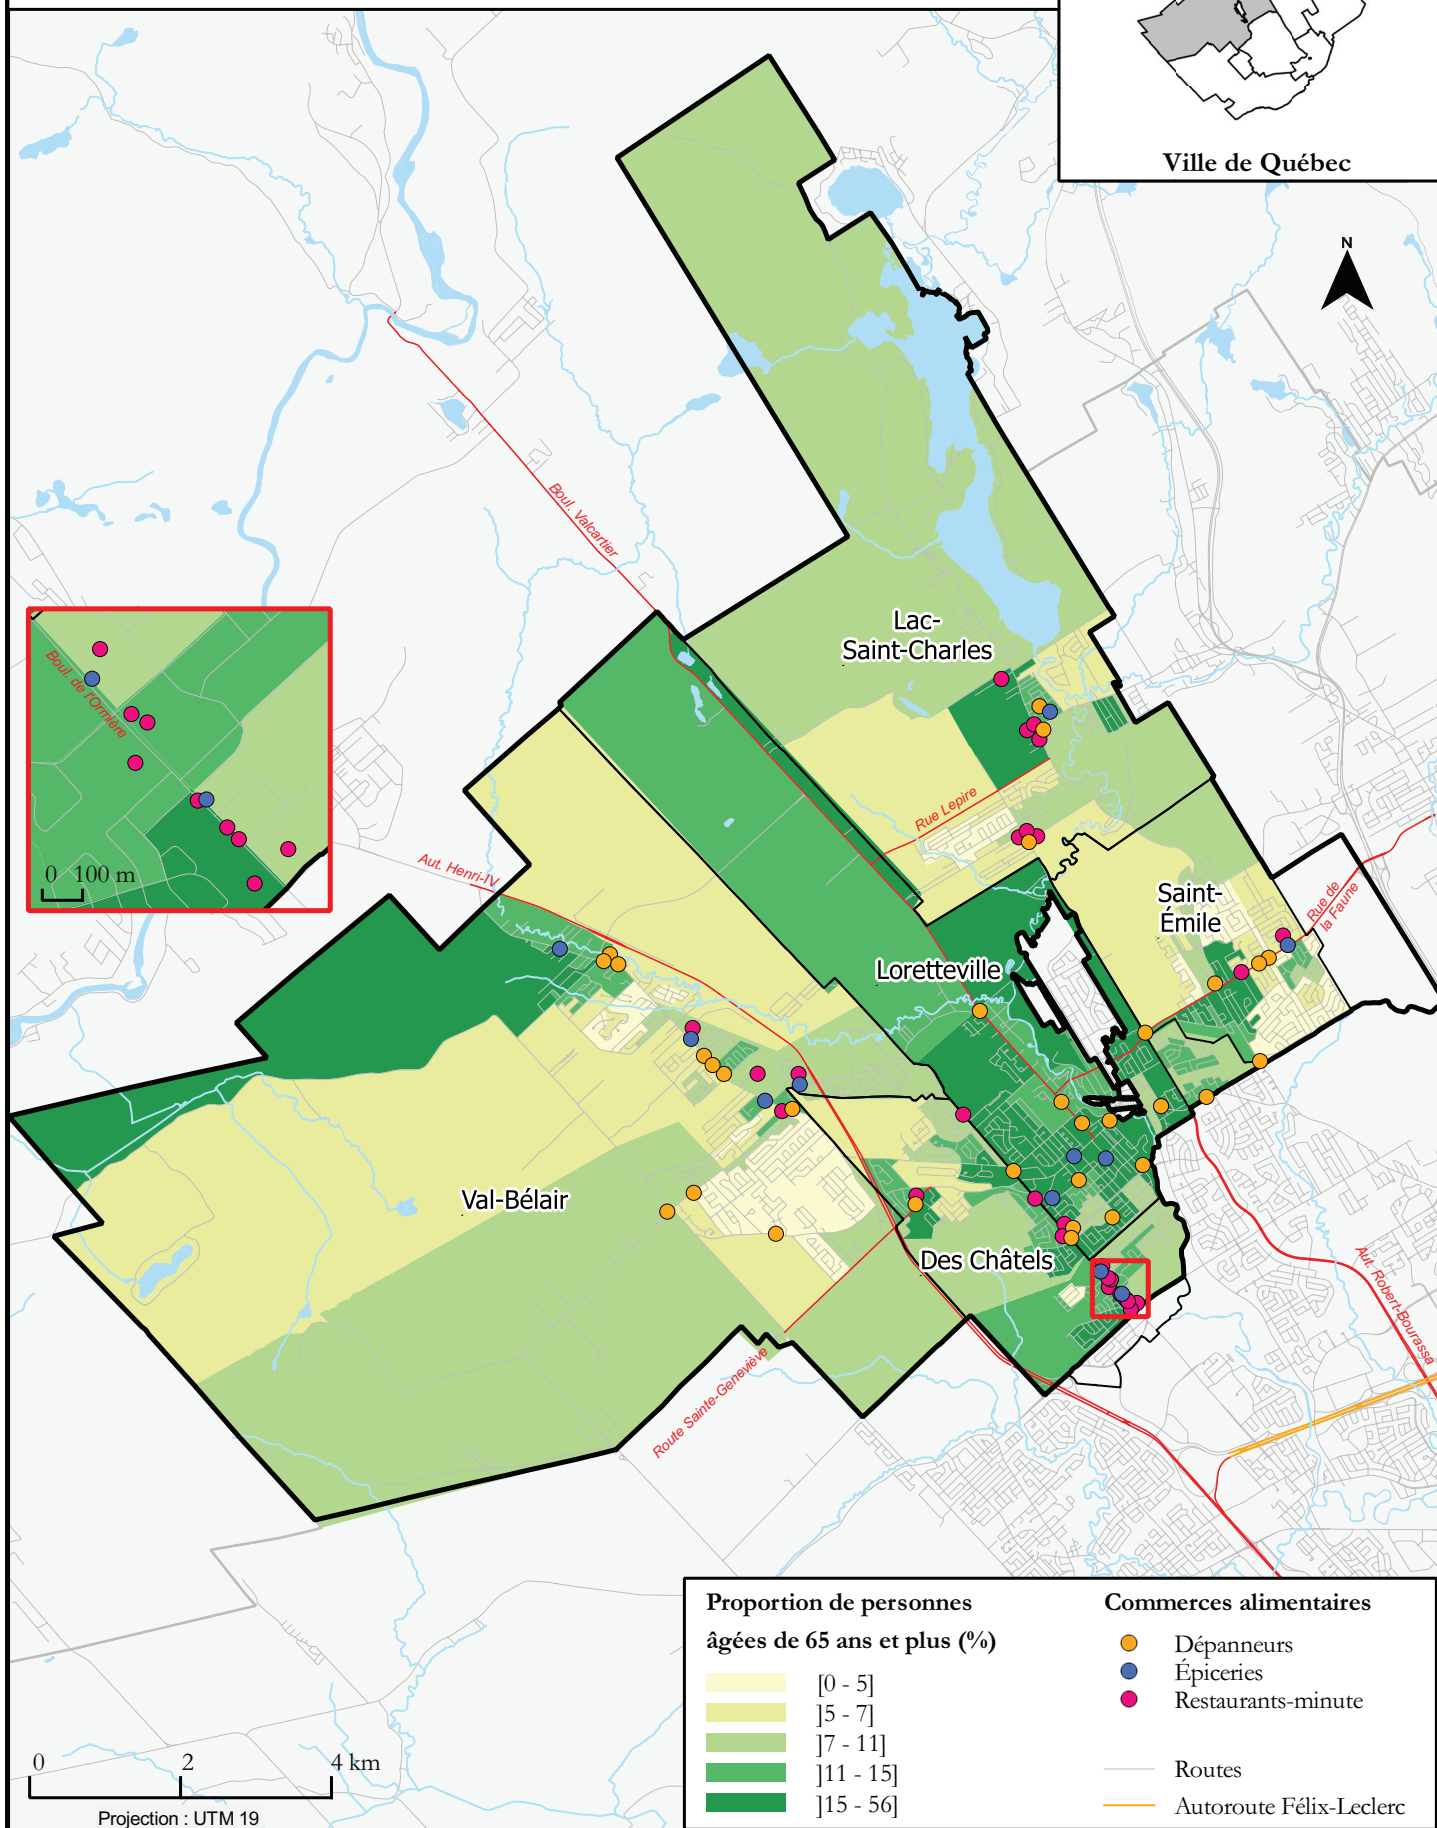 Ville de Québec
N
Boul. Valcartier
Lac-
Saint-Charles
Boul. de l'Ormière
0 100 m
Rue Lepire
Aut. Henri-IV
Saint-
Émile
Rue de
la Faune
Loretteville
Val-Bélair
Des Châtels
Aut. Robert-Bourassa
Route Sainte-Geneviève
Proportion de personnes
âgées de 65 ans et plus (%)
[0 - 5]
]5 - 7]
]7 - 11]
]11 - 15]
]15 - 56]
Commerces alimentaires
Dépanneurs
Épiceries
Restaurants-minute
Routes
Autoroute Félix-Leclerc
0 2 4 km
Projection : UTM 19